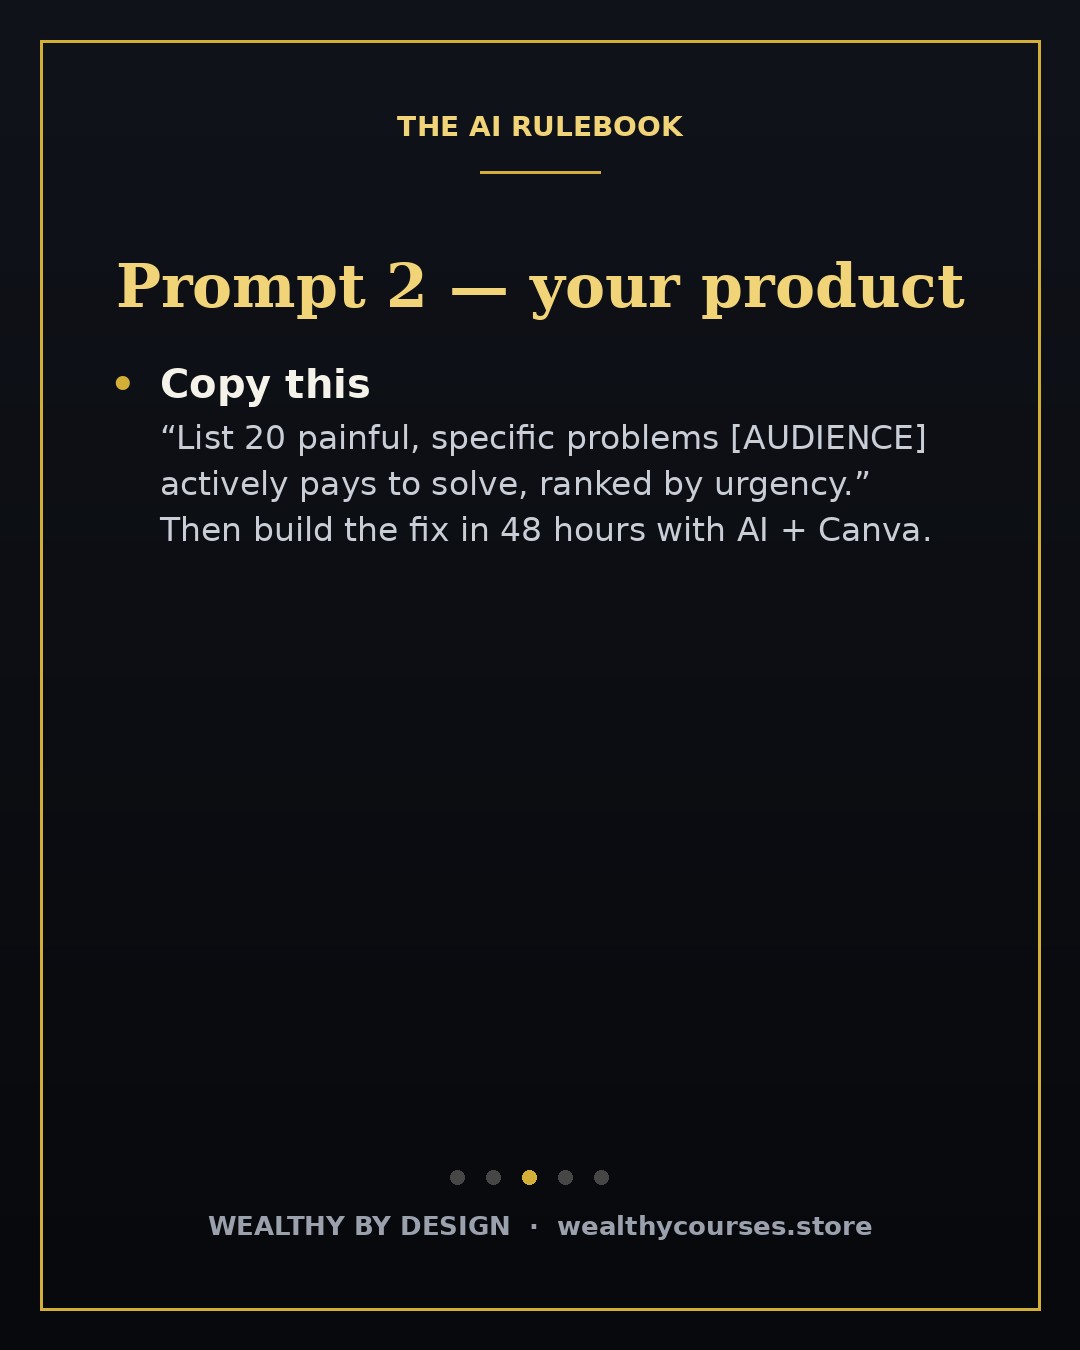 THE AI RULEBOOK
Prompt 2 — your product
• Copy this
“List 20 painful, specific problems [AUDIENCE]
actively pays to solve, ranked by urgency.”
Then build the fix in 48 hours with AI + Canva.
WEALTHY BY DESIGN · wealthycourses.store